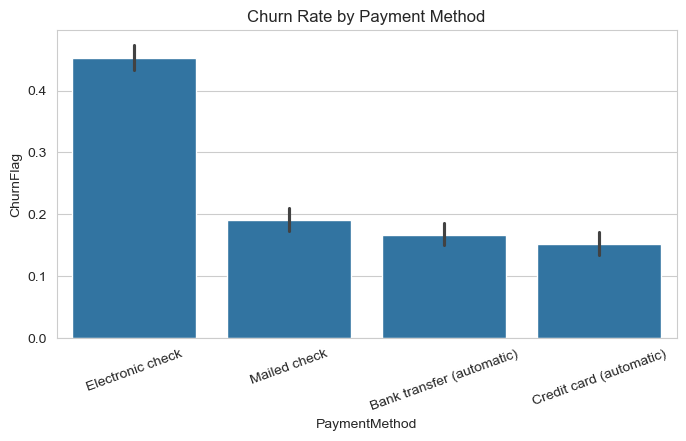 Churn Rate by Payment Method
ChurnFlag
0.4
0.3
0.2
0.1
0.0
Electronic check
Mailed check
Bank transfer (automatic)
Credit card (automatic)
PaymentMethod